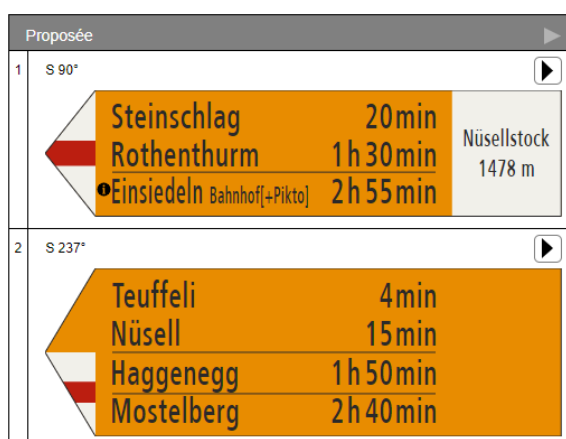 Proposée
1 S 90°
Steinschlag 20min
Rothenthurm 1h30min
Einsiedeln Bahnhof[+Pikto] 2h55min
Nüsellstock
1478 m
2 S 237°
Teuffeli 4min
Nüsell 15min
Haggenegg 1h50min
Mostelberg 2h40min